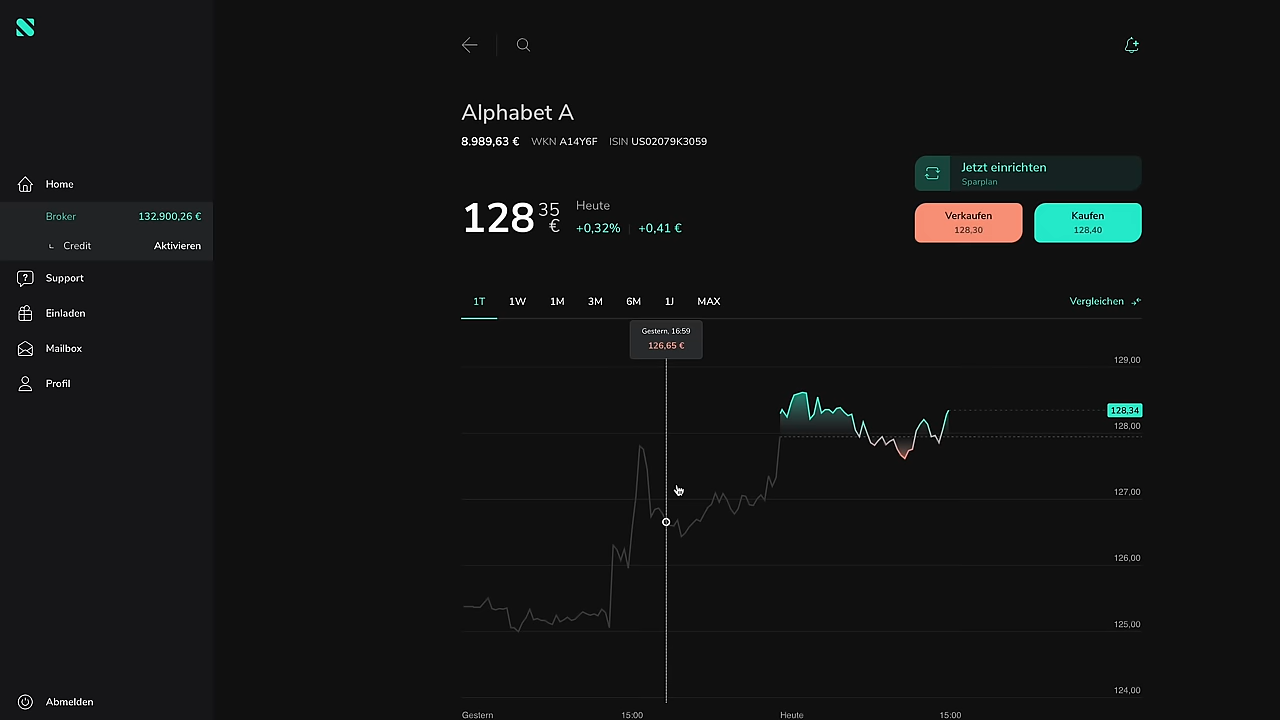 Home
Broker 132.900,26 €
Credit Aktivieren
Support
Einladen
Mailbox
Profil
Abmelden
Alphabet A
8.989,63 € WKN A14Y6F ISIN US02079K3059
128 35 €
Heute
+0,32% +0,41 €
Jetzt einrichten
Sparplan
Verkaufen
128,30
Kaufen
128,40
1T 1W 1M 3M 6M 1J MAX
Vergleichen
Gestern, 16:59
126,65 €
129,00
128,34
128,00
127,00
126,00
125,00
124,00
Gestern 15:00 Heute 15:00